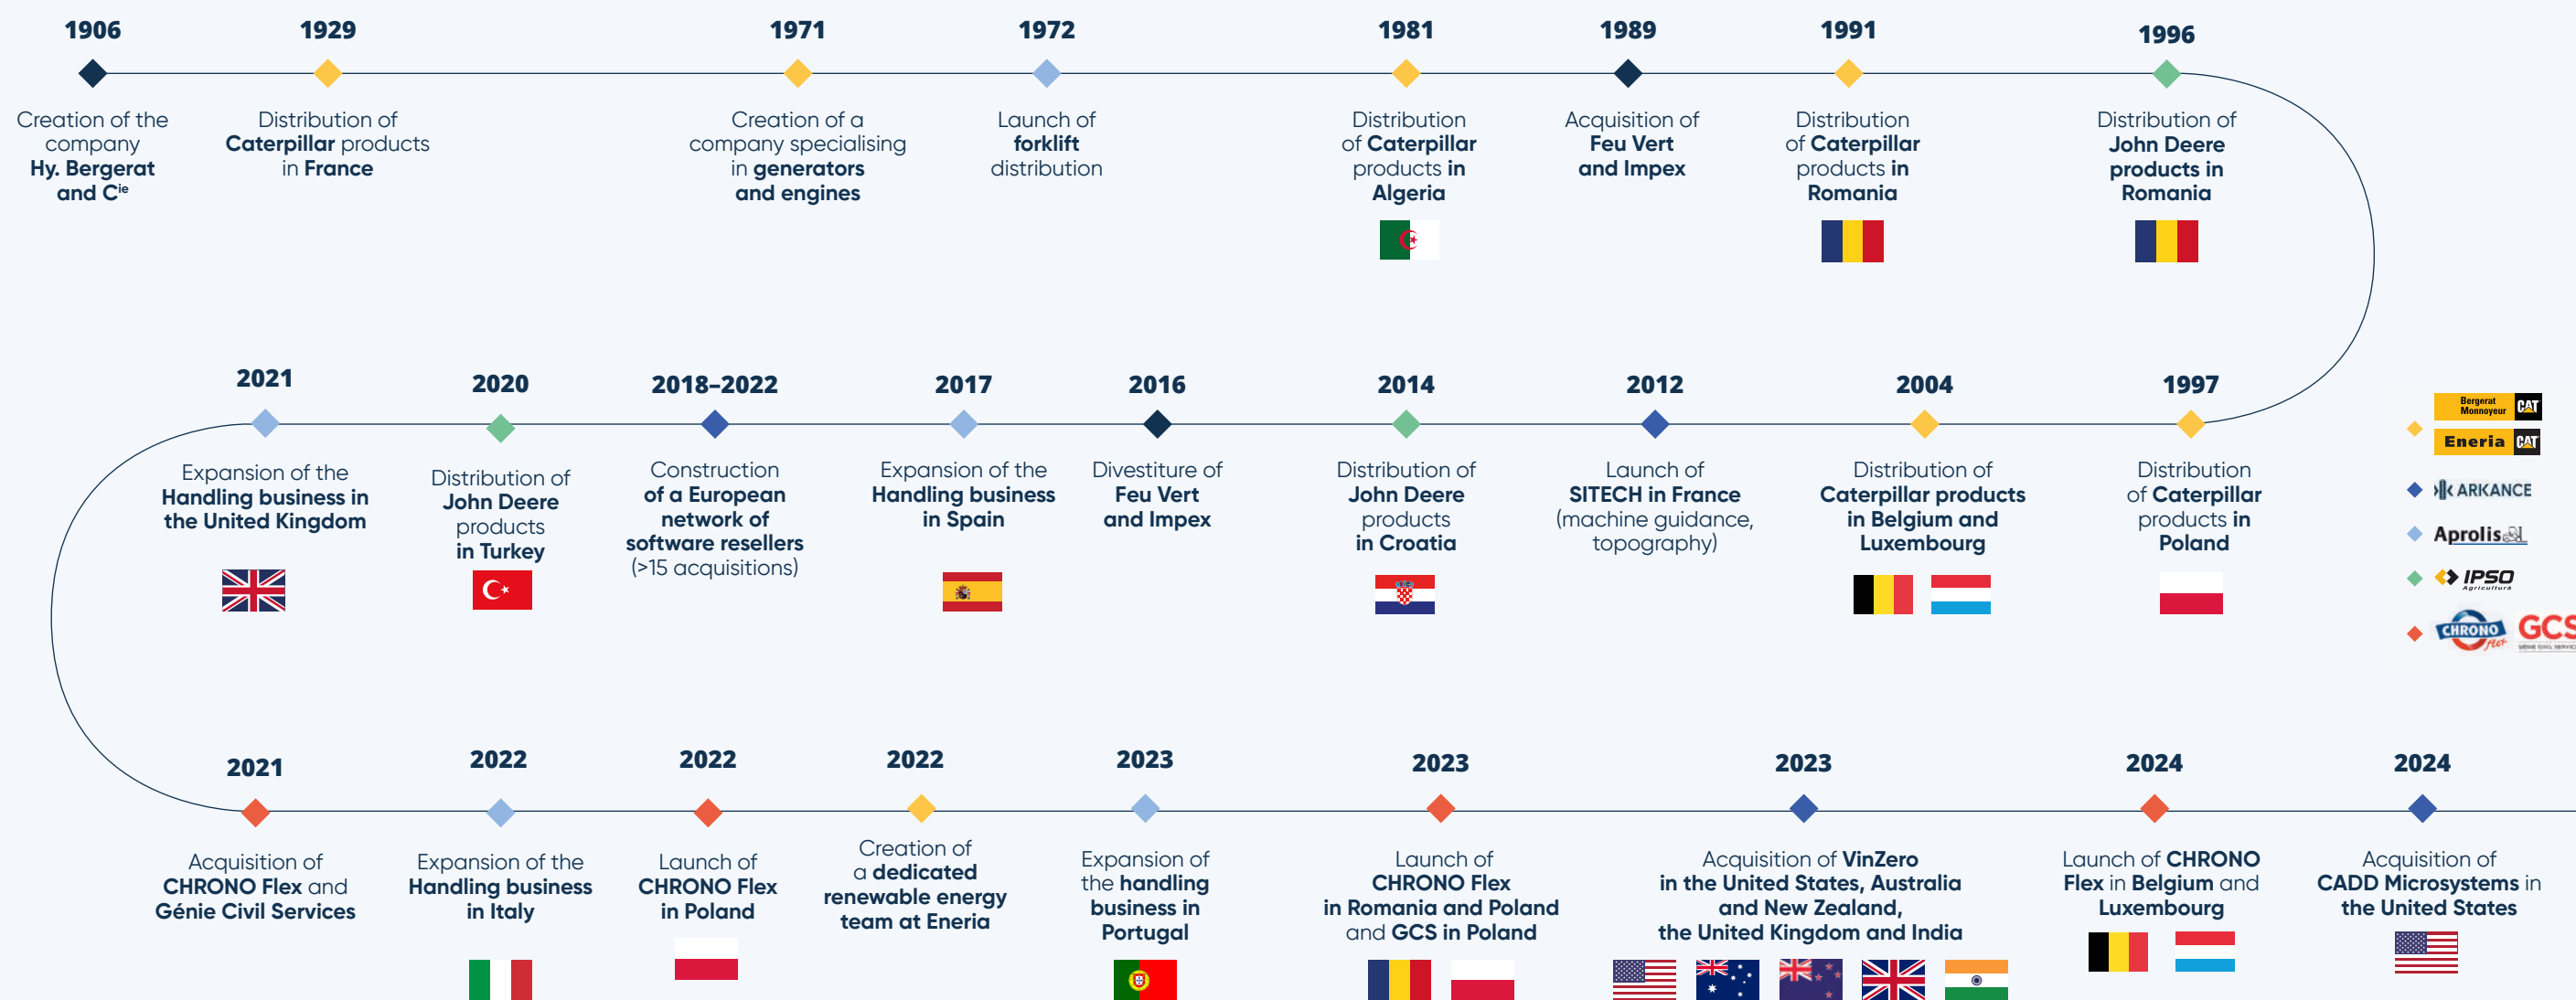 1906
Creation of the
company
Hy. Bergerat
and Cie
1929
Distribution of
Caterpillar products
in France
1971
Creation of a
company specialising
in generators
and engines
1972
Launch of
forklift
distribution
1981
Distribution
of Caterpillar
products in
Algeria
1989
Acquisition of
Feu Vert
and Impex
1991
Distribution
of Caterpillar
products in
Romania
1996
Distribution of
John Deere
products in
Romania
1997
Distribution
of Caterpillar
products in
Poland
2004
Distribution of
Caterpillar products
in Belgium and
Luxembourg
2012
Launch of
SITECH in France
(machine guidance,
topography)
2014
Distribution of
John Deere
products
in Croatia
2016
Divestiture of
Feu Vert
and Impex
2017
Expansion of the
Handling business
in Spain
2018–2022
Construction
of a European
network of
software resellers
(>15 acquisitions)
2020
Distribution of
John Deere
products
in Turkey
2021
Expansion of the
Handling business in
the United Kingdom
2021
Acquisition of
CHRONO Flex and
Génie Civil Services
2022
Expansion of the
Handling business
in Italy
2022
Launch of
CHRONO Flex
in Poland
2022
Creation of
a dedicated
renewable energy
team at Eneria
2023
Expansion of
the handling
business in
Portugal
2023
Launch of
CHRONO Flex
in Romania and Poland
and GCS in Poland
2023
Acquisition of VinZero
in the United States, Australia
and New Zealand,
the United Kingdom and India
2024
Launch of CHRONO
Flex in Belgium and
Luxembourg
2024
Acquisition of
CADD Microsystems in
the United States
Bergerat
Monnoyeur CAT
Eneria CAT
ARKANCE
Aprolis
IPSO
Agricultură
CHRONO
flex
GCS